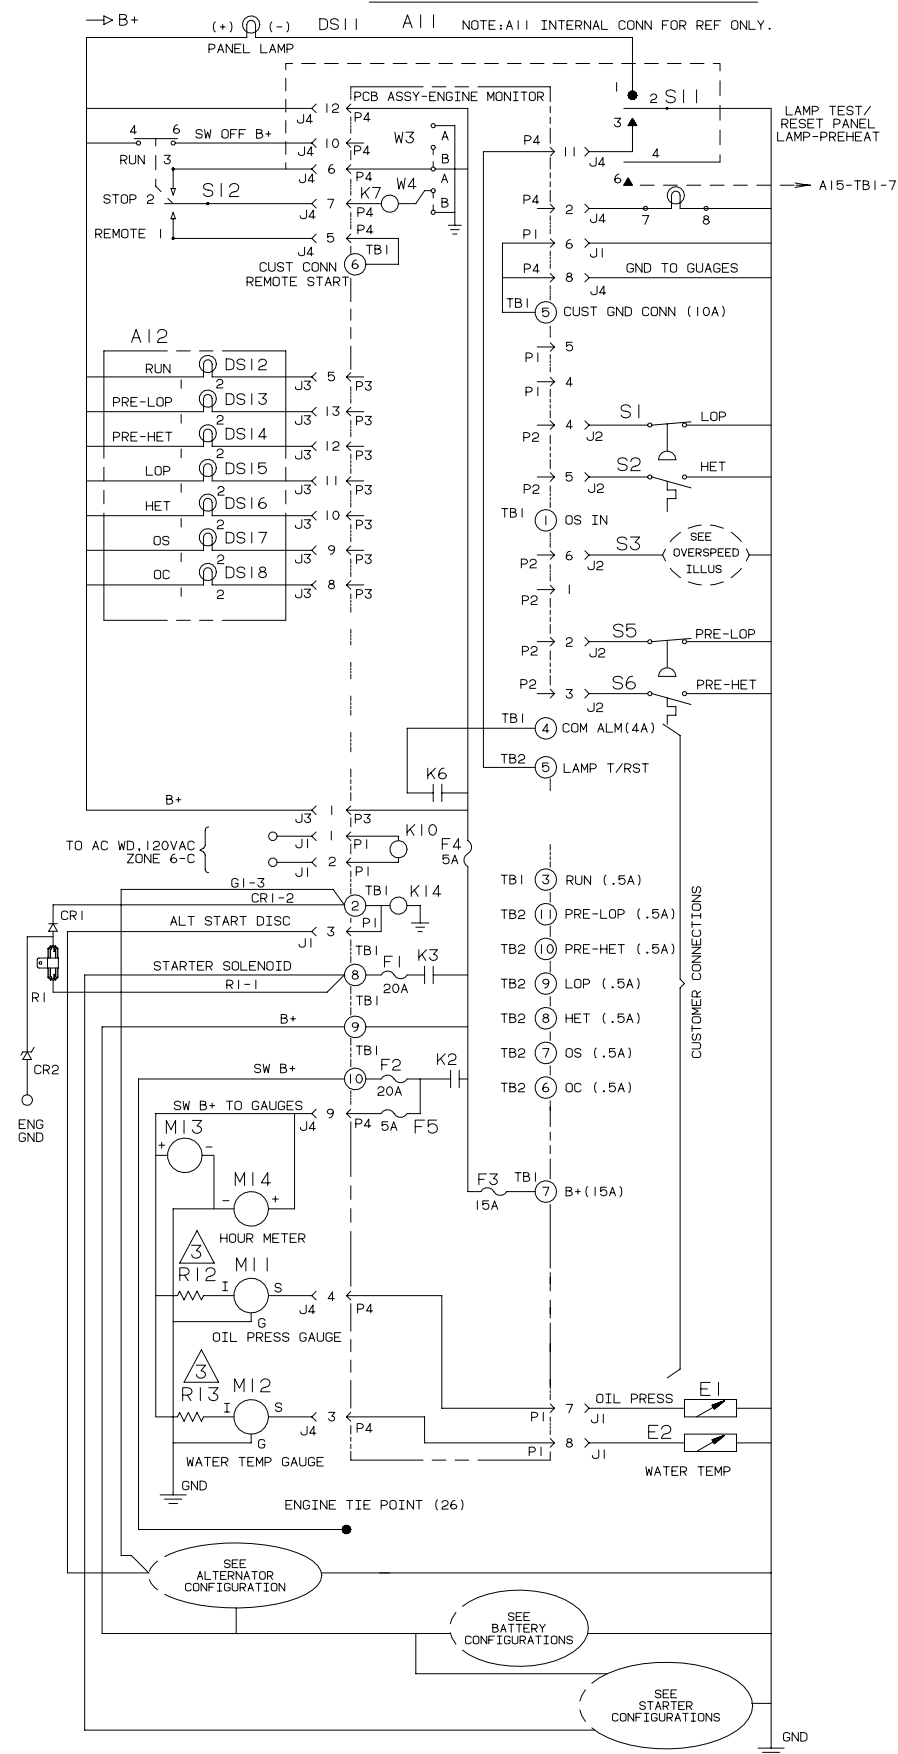 B+
(+) (-) DS11 A11 NOTE:A11 INTERNAL CONN FOR REF ONLY.
PANEL LAMP
PCB ASSY-ENGINE MONITOR
12
J4 P4
1
2 S11
3
4
6
LAMP TEST/
RESET PANEL
LAMP-PREHEAT
A15-TB1-7
4 6 SW OFF B+
10
J4 P4
RUN 3
6
J4 P4
STOP 2 S12
7
J4 P4
K7 W4
A
B
W3
A
B
REMOTE 1
5
J4 P4
TB1
6
CUST CONN
REMOTE START
P4 11 J4
P4 2 J4 7 8
P1 6 J1
P4 8 J4 GND TO GUAGES
TB1 5 CUST GND CONN (10A)
P1 5
P1 4
A12
RUN DS12 1 2 J3 5 P3
PRE-LOP DS13 1 2 J3 13 P3
PRE-HET DS14 1 2 J3 12 P3
LOP DS15 1 2 J3 11 P3
HET DS16 1 2 J3 10 P3
OS DS17 1 2 J3 9 P3
OC DS18 1 2 J3 8 P3
P2 4 J2 S1 LOP
P2 5 J2 S2 HET
TB1 1 OS IN
P2 6 J2 S3
SEE
OVERSPEED
ILLUS
P2 1
P2 2 J2 S5 PRE-LOP
P2 3 J2 S6 PRE-HET
TB1 4 COM ALM(4A)
TB2 5 LAMP T/RST
K6
B+ J3 1 P3
TO AC WD,120VAC
ZONE 6-C
J1 1 P1
J1 2 P1
K10
F4
5A
G1-3
CR1-2
2 TB1 K14
P1
CR1
ALT START DISC
J1 3
TB1
STARTER SOLENOID
8 F1 K3
20A
R1-1
R1
TB1
B+
9
TB1
SW B+
10 F2 K2
20A
CR2
ENG
GND
SW B+ TO GAUGES
J4 9 P4 5A F5
TB1 3 RUN (.5A)
TB2 11 PRE-LOP (.5A)
TB2 10 PRE-HET (.5A)
TB2 9 LOP (.5A)
TB2 8 HET (.5A)
TB2 7 OS (.5A)
TB2 6 OC (.5A)
CUSTOMER CONNECTIONS
F3
15A
TB1 7 B+(15A)
M13
+ -
M14
- +
HOUR METER
3
R12 I M11 S J4 4 P4
G
OIL PRESS GAUGE
3
R13 I M12 S J4 3 P4
G
WATER TEMP GAUGE
GND
P1 7 J1 OIL PRESS E1
P1 8 J1 E2
WATER TEMP
ENGINE TIE POINT (26)
SEE
ALTERNATOR
CONFIGURATION
SEE
BATTERY
CONFIGURATIONS
SEE
STARTER
CONFIGURATIONS
GND